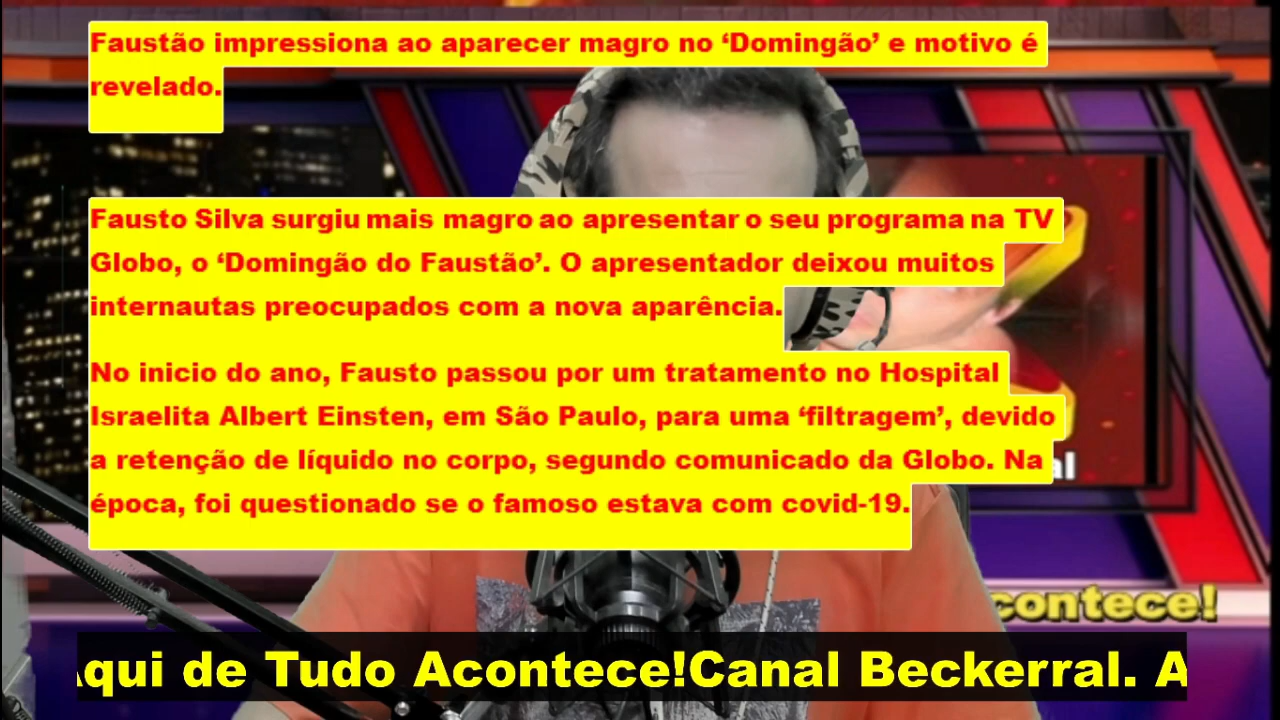 Faustão impressiona ao aparecer magro no ‘Domingão’ e motivo é
revelado.
Fausto Silva surgiu mais magro ao apresentar o seu programa na TV
Globo, o ‘Domingão do Faustão’. O apresentador deixou muitos
internautas preocupados com a nova aparência.
No inicio do ano, Fausto passou por um tratamento no Hospital
Israelita Albert Einsten, em São Paulo, para uma ‘filtragem’, devido
a retenção de líquido no corpo, segundo comunicado da Globo. Na
época, foi questionado se o famoso estava com covid-19.
contece!
Aqui de Tudo Acontece!Canal Beckerral. A